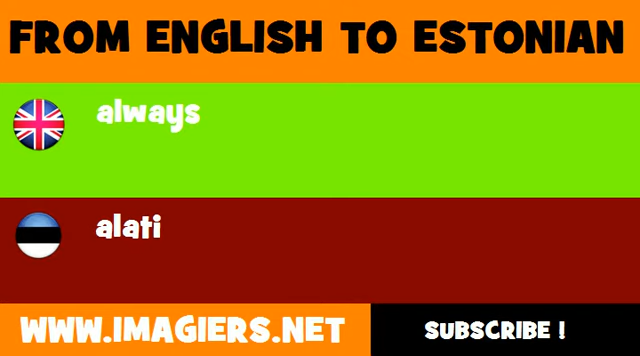 FROM ENGLISH TO ESTONIAN
always
alati
WWW.IMAGIERS.NET
SUBSCRIBE !